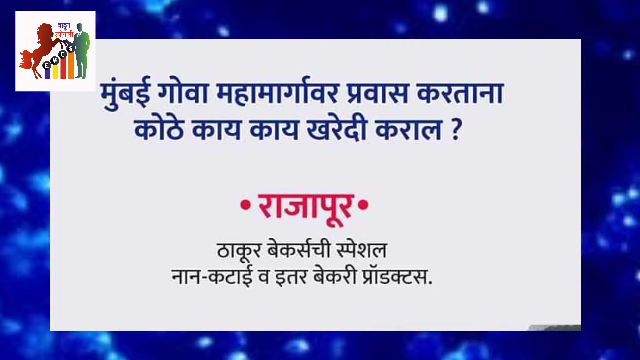 मुंबई गोवा महामार्गावर प्रवास करताना
कोठे काय काय खरेदी कराल ?
• राजापूर •
ठाकूर बेकर्सची स्पेशल
नान-कटाई व इतर बेकरी प्रॉडक्टस.